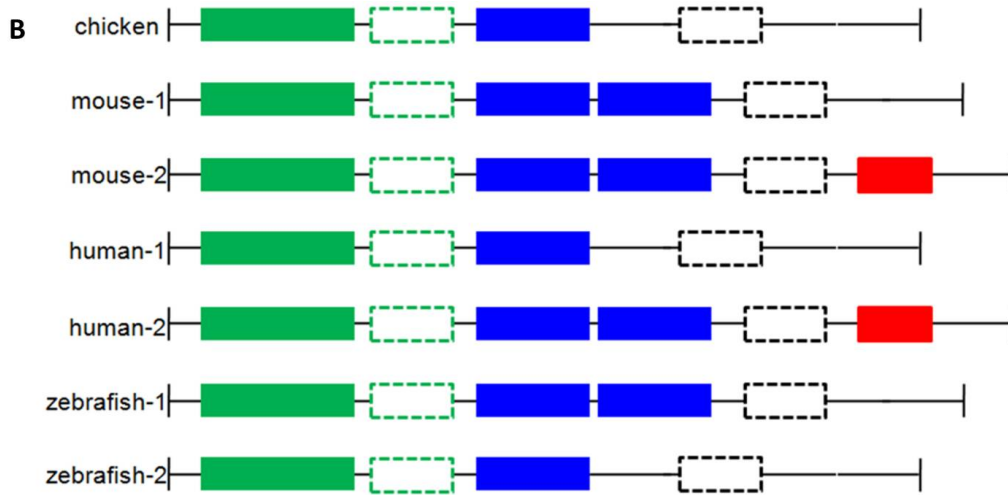 B
chicken
mouse-1
mouse-2
human-1
human-2
zebrafish-1
zebrafish-2